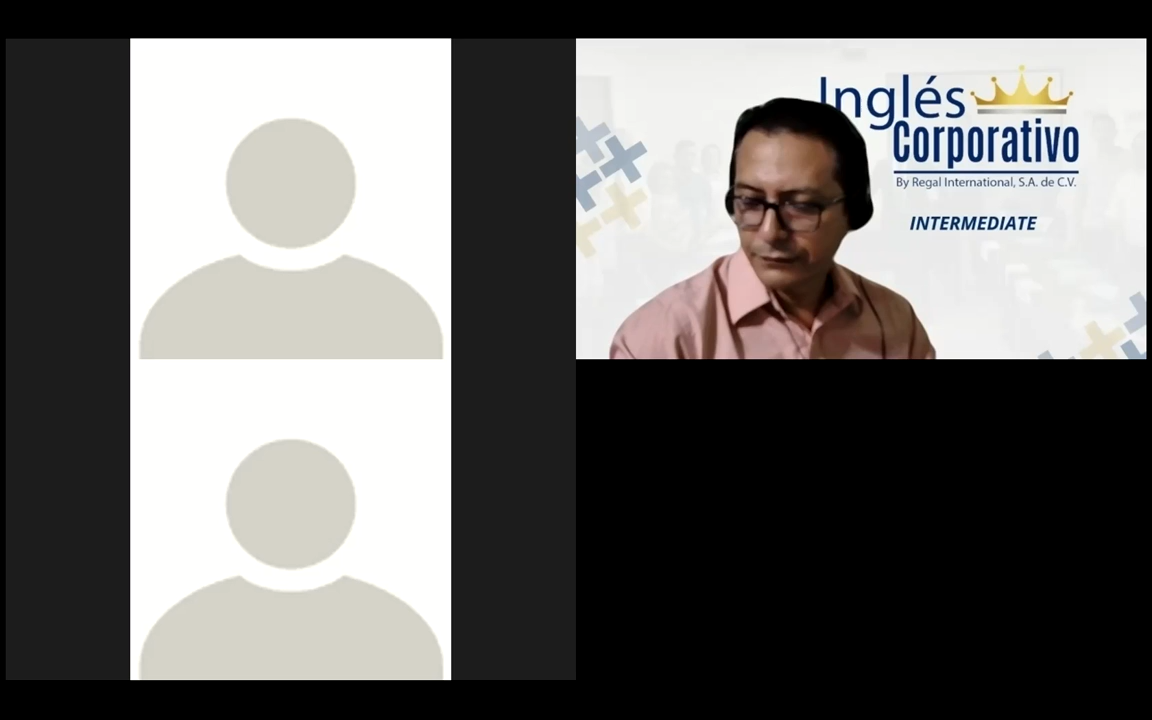 Inglés
Corporativo
By Regal International, S.A. de C.V.
INTERMEDIATE